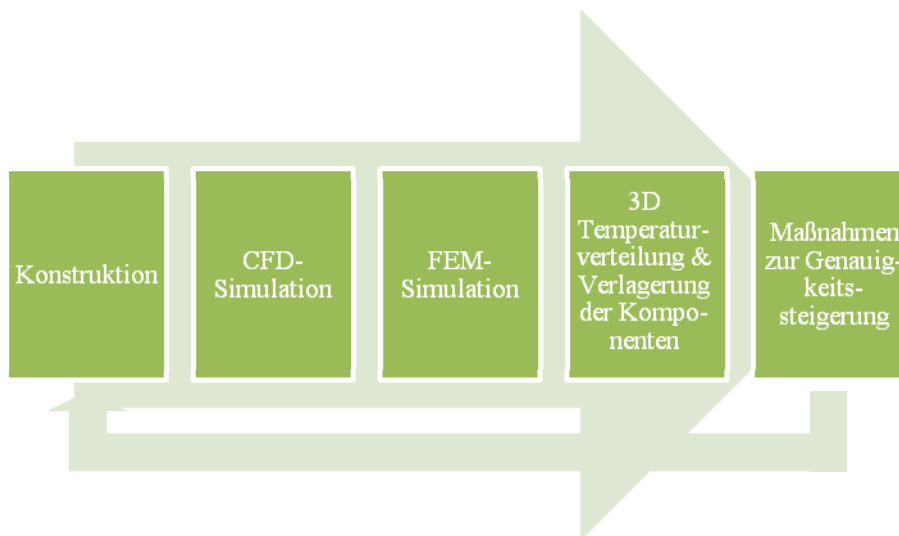 Konstruktion
CFD-
Simulation
FEM-
Simulation
3D
Temperatur-
verteilung &
Verlagerung
der Kompo-
nenten
Maßnahmen
zur Genauig-
keits-
steigerung